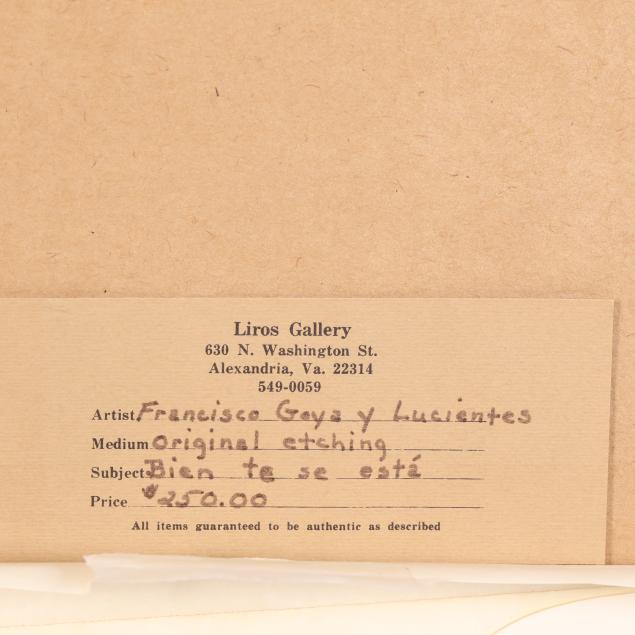 Liros Gallery
630 N. Washington St.
Alexandria, Va. 22314
549-0059
Artist Francisco Goya y Lucientes
Medium Original etching
Subject Bien te se está
Price $250.00
All items guaranteed to be authentic as described